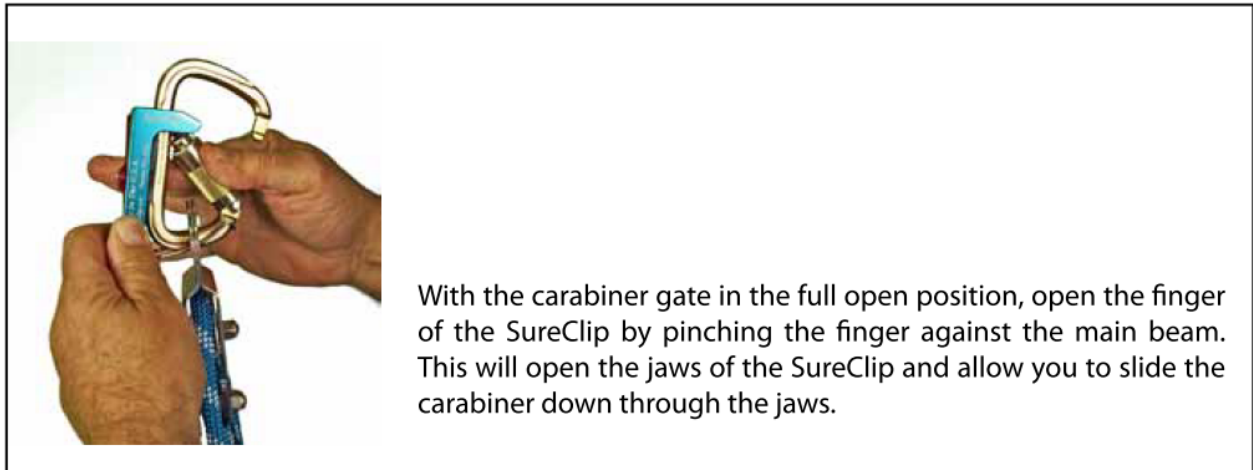 With the carabiner gate in the full open position, open the finger
of the SureClip by pinching the finger against the main beam.
This will open the jaws of the SureClip and allow you to slide the
carabiner down through the jaws.